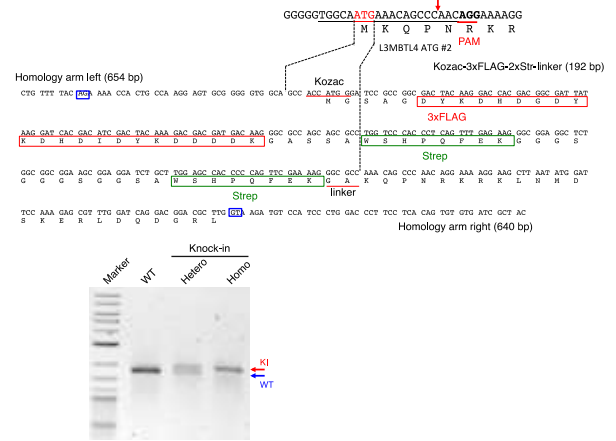 GGGGGTGGCAATGAAACAGCCCAACAGGAAAAGG
M K Q P N R K R
L3MBTL4 ATG #2
PAM
Kozac-3xFLAG-2xStr-linker (192 bp)
Homology arm left (654 bp)
Kozac
CTG TTTT TAC AGA AAA CCA CTG CCA AGG AGT GCG GGG GTG GCA GCC ACC ATG GGA TCC GCC GGC GAC TAC AAG GAC CAC GAC GGC GAT TAT
M G S A G D Y K D H D G D Y
3xFLAG
AAG GAT CAC GAC ATC GAC TAC AAA GAC GAC GAT GAC AAG GCC AGC GCC AGC GCC TGG TCC CAC CCT CAG TTT GAG AAG GGC GGA GGC TCT
K D H D I D Y K D D D D K G A S A S A W S H P Q F E K G G G S
Strep
GGC GGC GGA AGC GGA GGA TCT GCT TGG AGC CAC CCC CAG TTC GAA AAG GGC GCC AAA CAG CCC AAC AGG AAA AGG AAG CTT AAT ATG GAT
G G G S G G S A W S H P Q F E K G A K Q P N R K R K L N M D
Strep
linker
TCC AAA GAG CGT TTG GAT CAG GAC GGA CGC TTG GTA AGA TGT CCA TCC CTG GAC CCT TCC TCA CAG TGT GTG ATC GCT AC
S K E R L D Q D G R L
Homology arm right (640 bp)
Knock-in
Marker
WT
Hetero
Homo
KI
WT